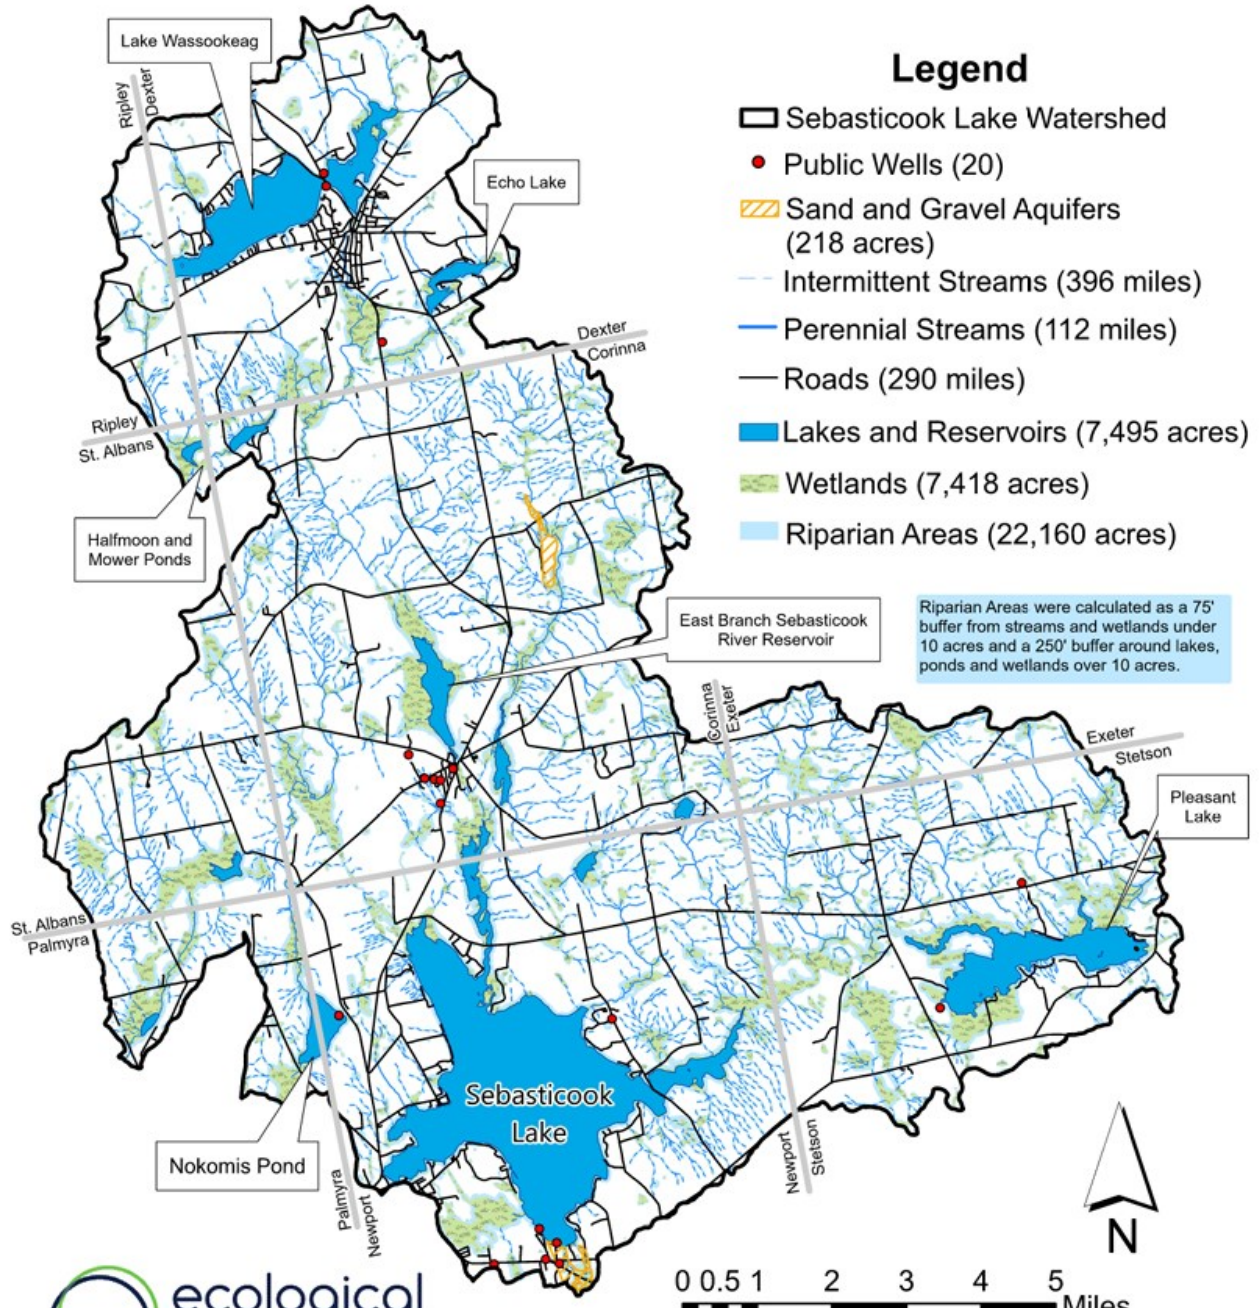 Lake Wassookeag
Ripley
Dexter
Echo Lake
Legend
Sebasticook Lake Watershed
Public Wells (20)
Sand and Gravel Aquifers
(218 acres)
Intermittent Streams (396 miles)
Perennial Streams (112 miles)
Roads (290 miles)
Lakes and Reservoirs (7,495 acres)
Wetlands (7,418 acres)
Riparian Areas (22,160 acres)
Dexter
Corinna
Ripley
St. Albans
Halfmoon and
Mower Ponds
East Branch Sebasticook
River Reservoir
Riparian Areas were calculated as a 75'
buffer from streams and wetlands under
10 acres and a 250' buffer around lakes,
ponds and wetlands over 10 acres.
Corinna
Exeter
Exeter
Stetson
Pleasant
Lake
St. Albans
Palmyra
Sebasticook
Lake
Nokomis Pond
Palmyra
Newport
Newport
Stetson
N
ecological
0 0.5 1 2 3 4 5
Miles